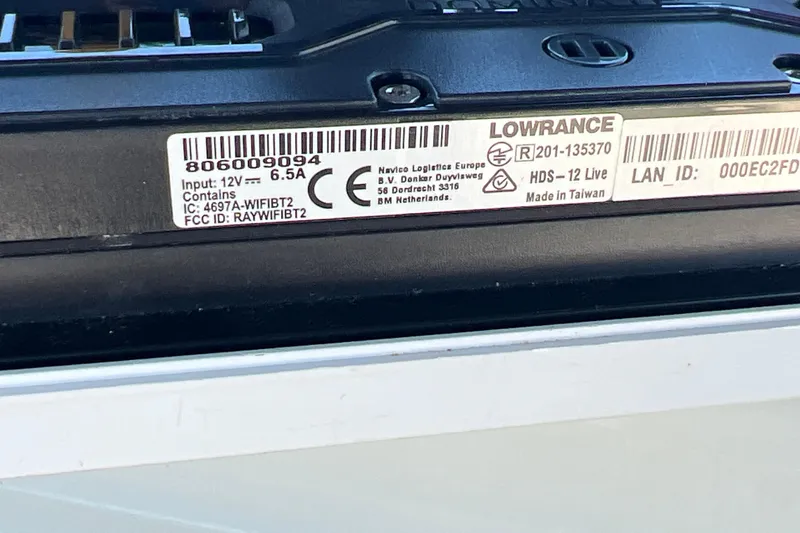 806009094
Input: 12V⎓ 6.5A
Contains
IC: 4697A-WIFIBT2
FCC ID: RAYWIFIBT2
CE
Navico Logistics Europe
B.V. Donker Duyvisweg
56 Dordrecht 3316
BM Netherlands.
LOWRANCE
R 201-135370
HDS-12 Live
Made in Taiwan
LAN_ID: 000EC2FD